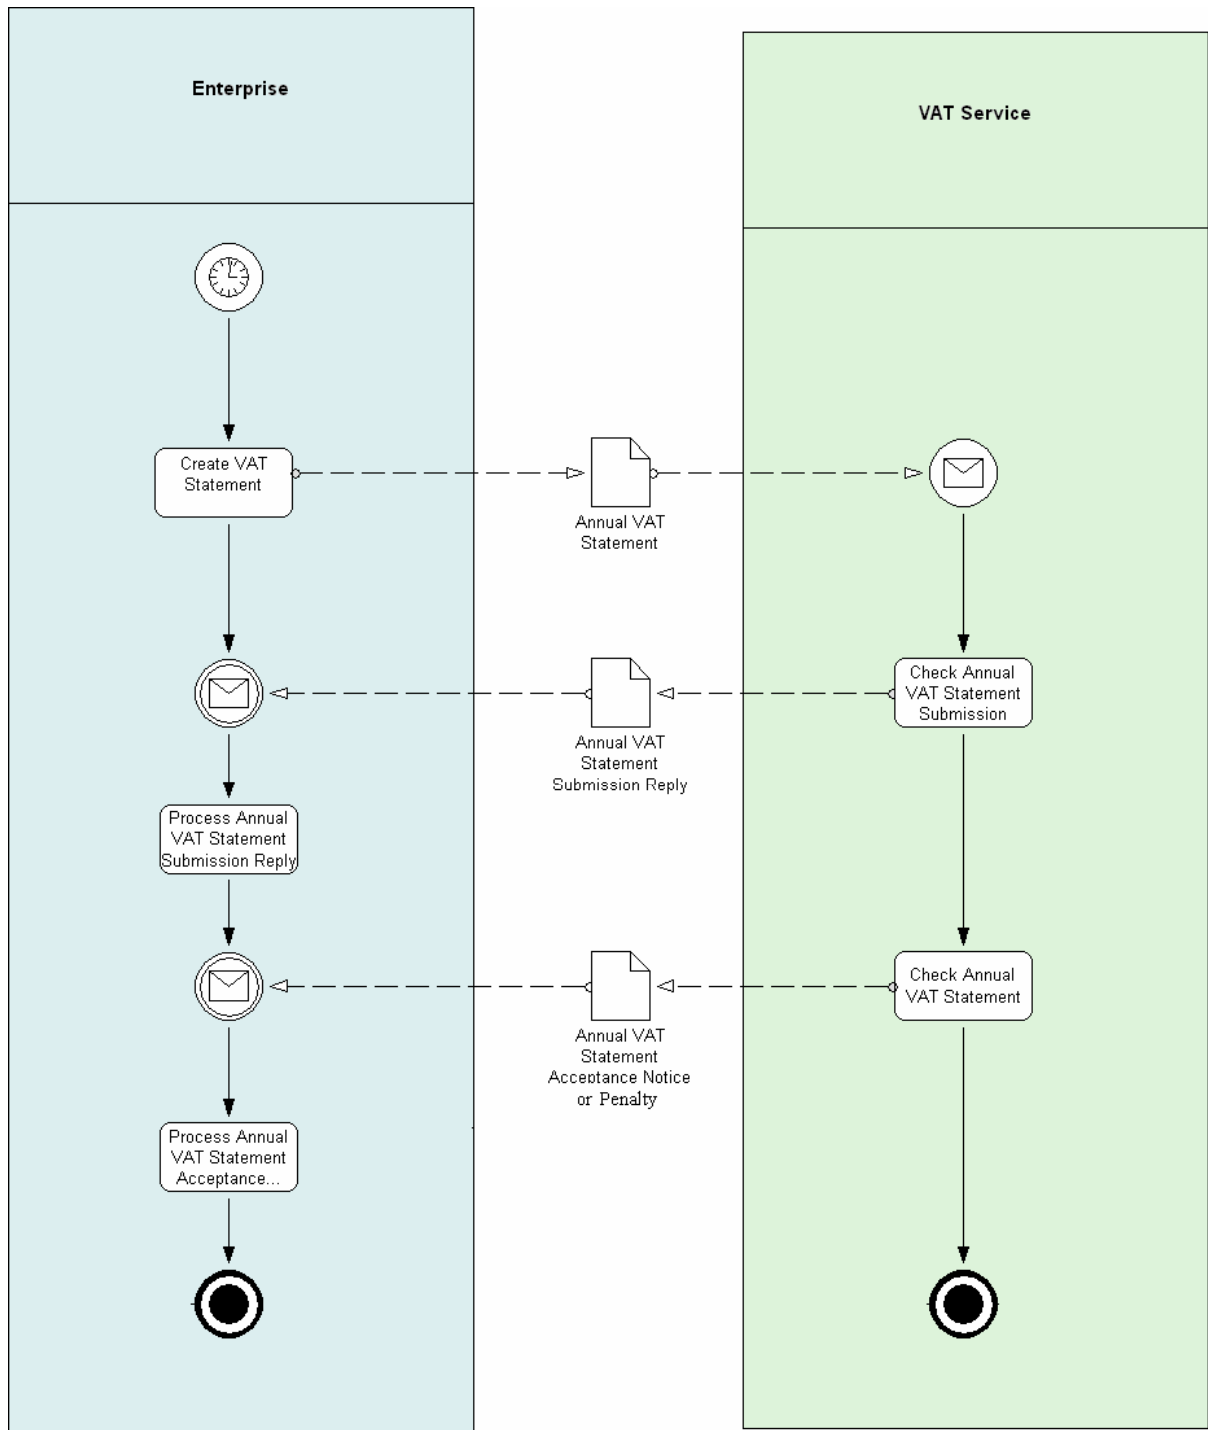 Enterprise
VAT Service
Create VAT
Statement
Annual VAT
Statement
Check Annual
VAT Statement
Submission
Annual VAT
Statement
Submission Reply
Process Annual
VAT Statement
Submission Reply
Check Annual
VAT Statement
Annual VAT
Statement
Acceptance Notice
or Penalty
Process Annual
VAT Statement
Acceptance...